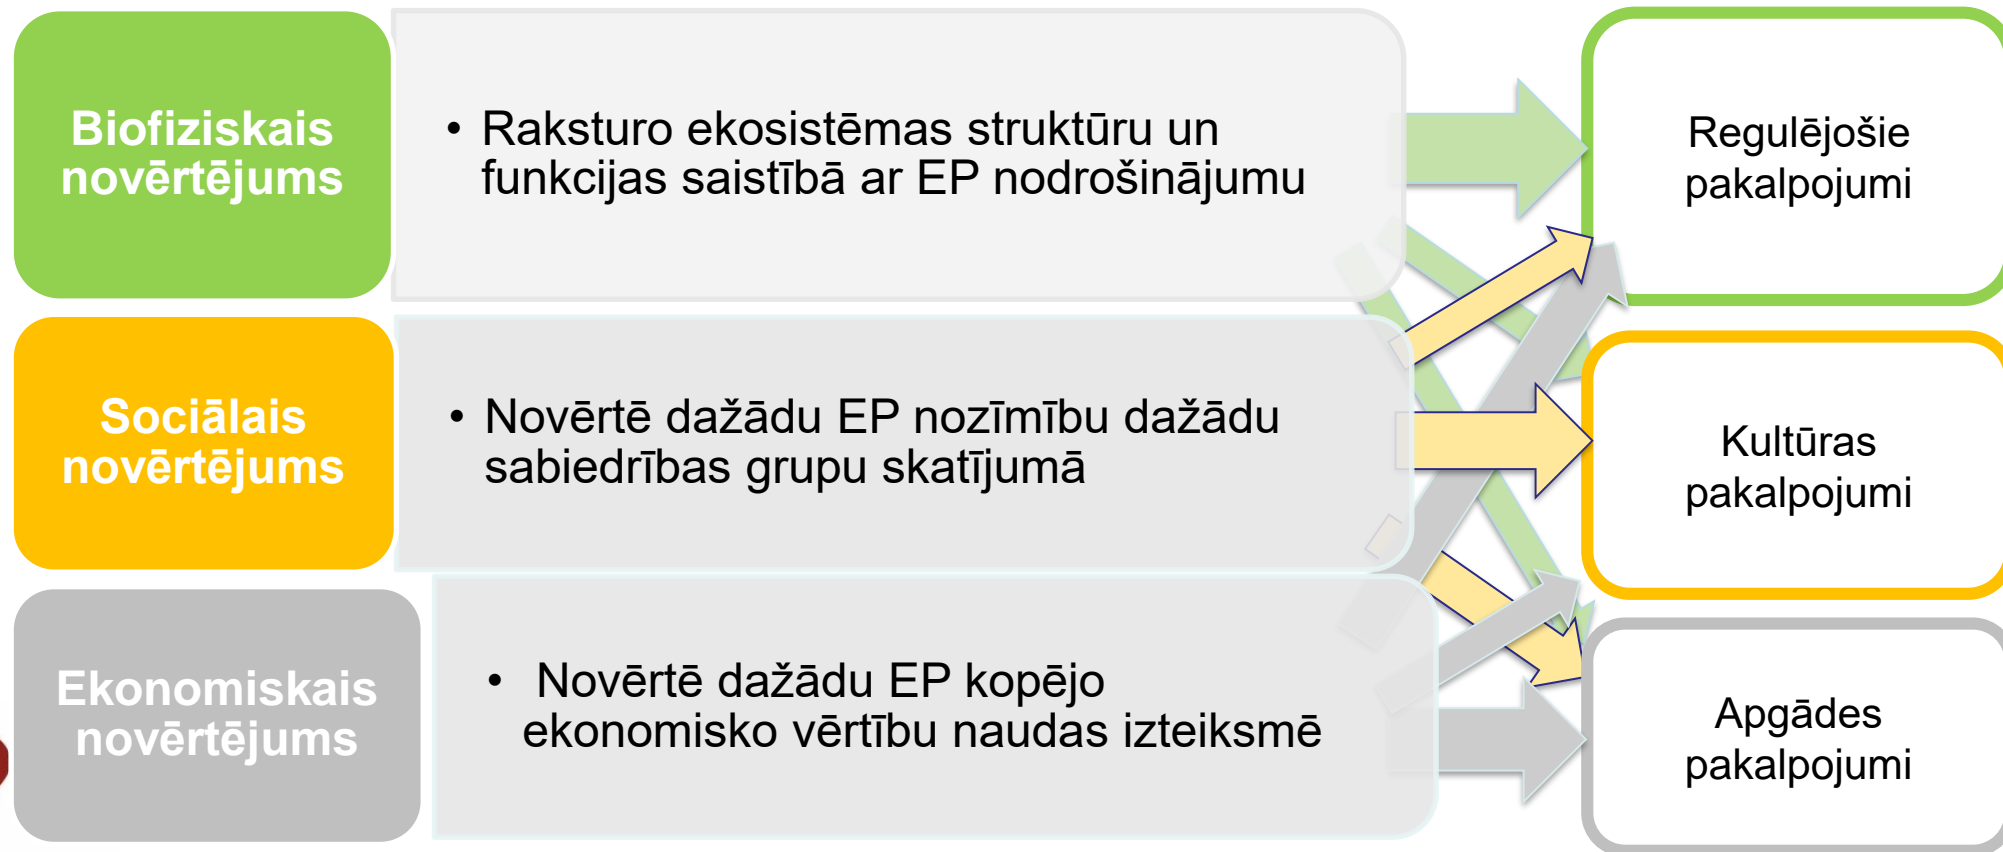 Biofiziskais
novērtējums
• Raksturo ekosistēmas struktūru un
funkcijas saistībā ar EP nodrošinājumu
Regulējošie
pakalpojumi
Sociālais
novērtējums
• Novērtē dažādu EP nozīmību dažādu
sabiedrības grupu skatījumā
Kultūras
pakalpojumi
Ekonomiskais
novērtējums
• Novērtē dažādu EP kopējo
ekonomisko vērtību naudas izteiksmē
Apgādes
pakalpojumi